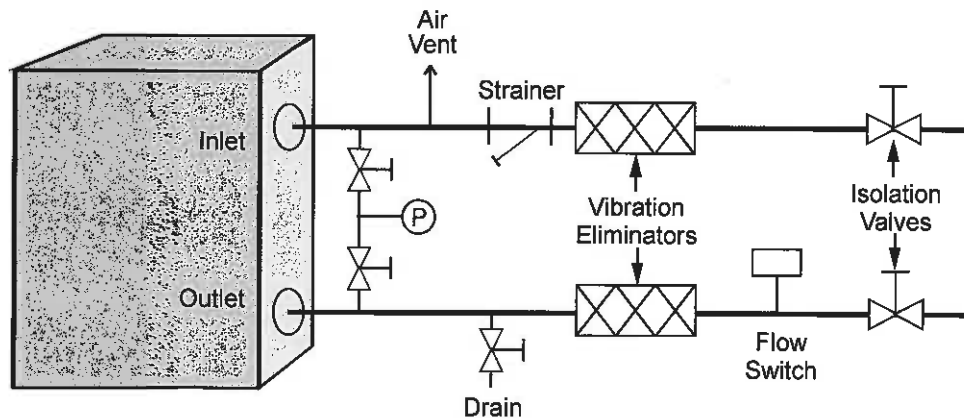 Air
Vent
Strainer
Inlet
P
Vibration
Eliminators
Isolation
Valves
Outlet
Flow
Switch
Drain